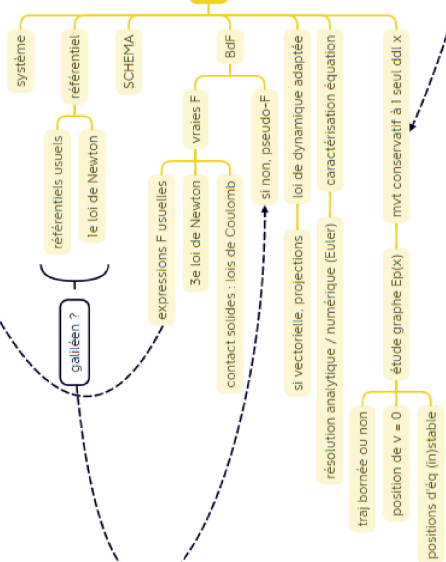 système
référentiel
référentiels usuels
1e loi de Newton
galiléen ?
SCHEMA
BdF
vraies F
expressions F usuelles
3e loi de Newton
contact solides : lois de Coulomb
si non, pseudo-F
loi de dynamique adaptée
si vectorielle, projections
caractérisation équation
résolution analytique / numérique (Euler)
mvt conservatif à 1 seul ddl x
étude graphe Ep(x)
traj bornée ou non
position de v = 0
positions d'éq (in)stable